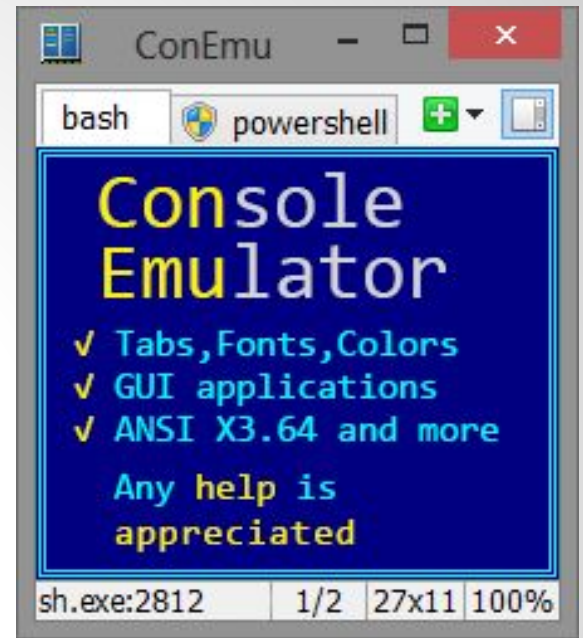 ConEmu
bash powershell
Console
Emulator
√ Tabs,Fonts,Colors
√ GUI applications
√ ANSI X3.64 and more
Any help is
appreciated
sh.exe:2812 1/2 27x11 100%